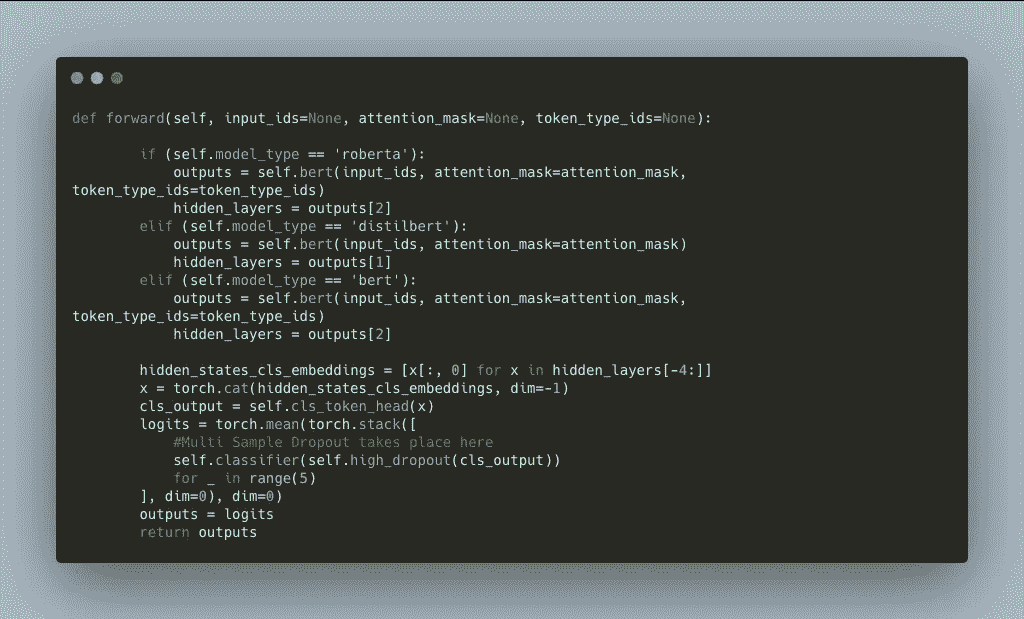 def forward(self, input_ids=None, attention_mask=None, token_type_ids=None):
if (self.model_type == 'roberta'):
outputs = self.bert(input_ids, attention_mask=attention_mask,
token_type_ids=token_type_ids)
hidden_layers = outputs[2]
elif (self.model_type == 'distilbert'):
outputs = self.bert(input_ids, attention_mask=attention_mask)
hidden_layers = outputs[1]
elif (self.model_type == 'bert'):
outputs = self.bert(input_ids, attention_mask=attention_mask,
token_type_ids=token_type_ids)
hidden_layers = outputs[2]
hidden_states_cls_embeddings = [x[:, 0] for x in hidden_layers[-4:]]
x = torch.cat(hidden_states_cls_embeddings, dim=-1)
cls_output = self.cls_token_head(x)
logits = torch.mean(torch.stack([
#Multi Sample Dropout takes place here
self.classifier(self.high_dropout(cls_output))
for _ in range(5)
], dim=0), dim=0)
outputs = logits
return outputs